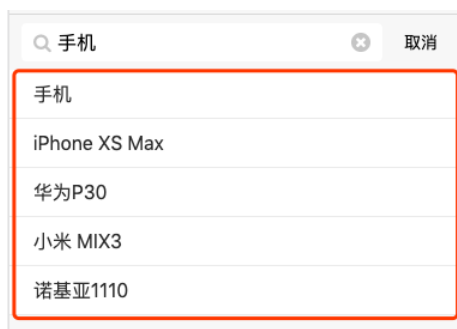 手机 取消
手机
iPhone XS Max
华为P30
小米 MIX3
诺基亚1110